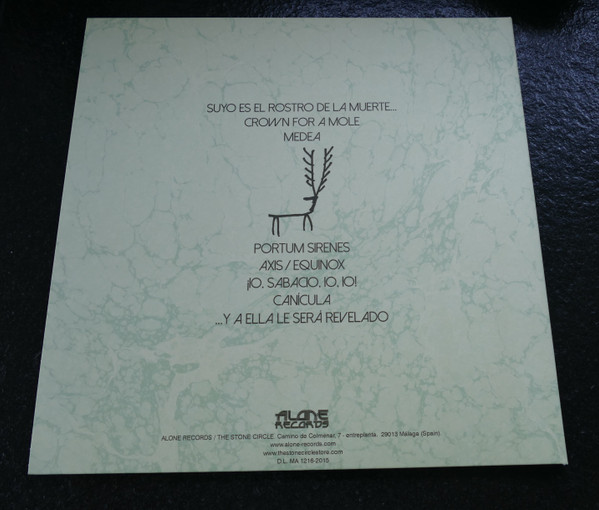 SUYO ES EL ROSTRO DE LA MUERTE...
CROWN FOR A MOLE
MEDEA
PORTUM SIRENES
AXIS / EQUINOX
¡IO, SABACIO, IO, IO!
CANÍCULA
...Y A ELLA LE SERÁ REVELADO
ALONE
RECORDS
ALONE RECORDS / THE STONE CIRCLE. Camino de Colmenar, 7 - entreplanta. 29013 Málaga (Spain)
www.alone-records.com
www.thestonecirclestore.com
D.L. MA 1216-2015